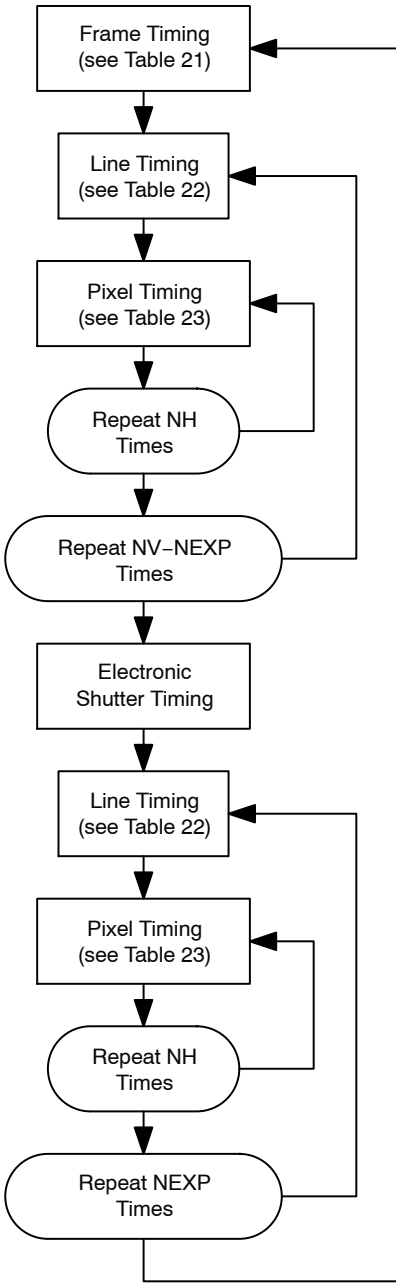 Frame Timing
(see Table 21)
Line Timing
(see Table 22)
Pixel Timing
(see Table 23)
Repeat NH
Times
Repeat NV−NEXP
Times
Electronic
Shutter Timing
Line Timing
(see Table 22)
Pixel Timing
(see Table 23)
Repeat NH
Times
Repeat NEXP
Times